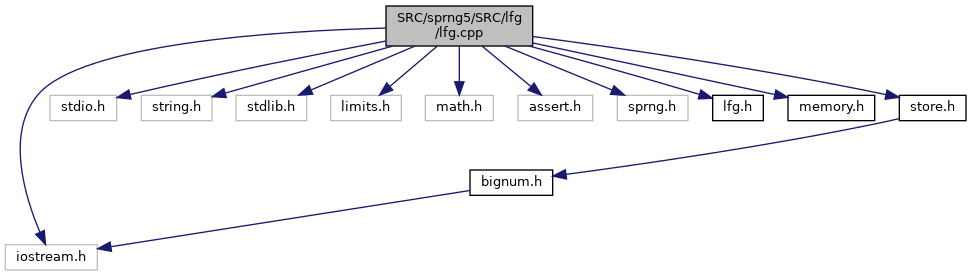 SRC/sprng5/SRC/lfg
/lfg.cpp
stdio.h
string.h
stdlib.h
limits.h
math.h
assert.h
sprng.h
lfg.h
memory.h
store.h
bignum.h
iostream.h